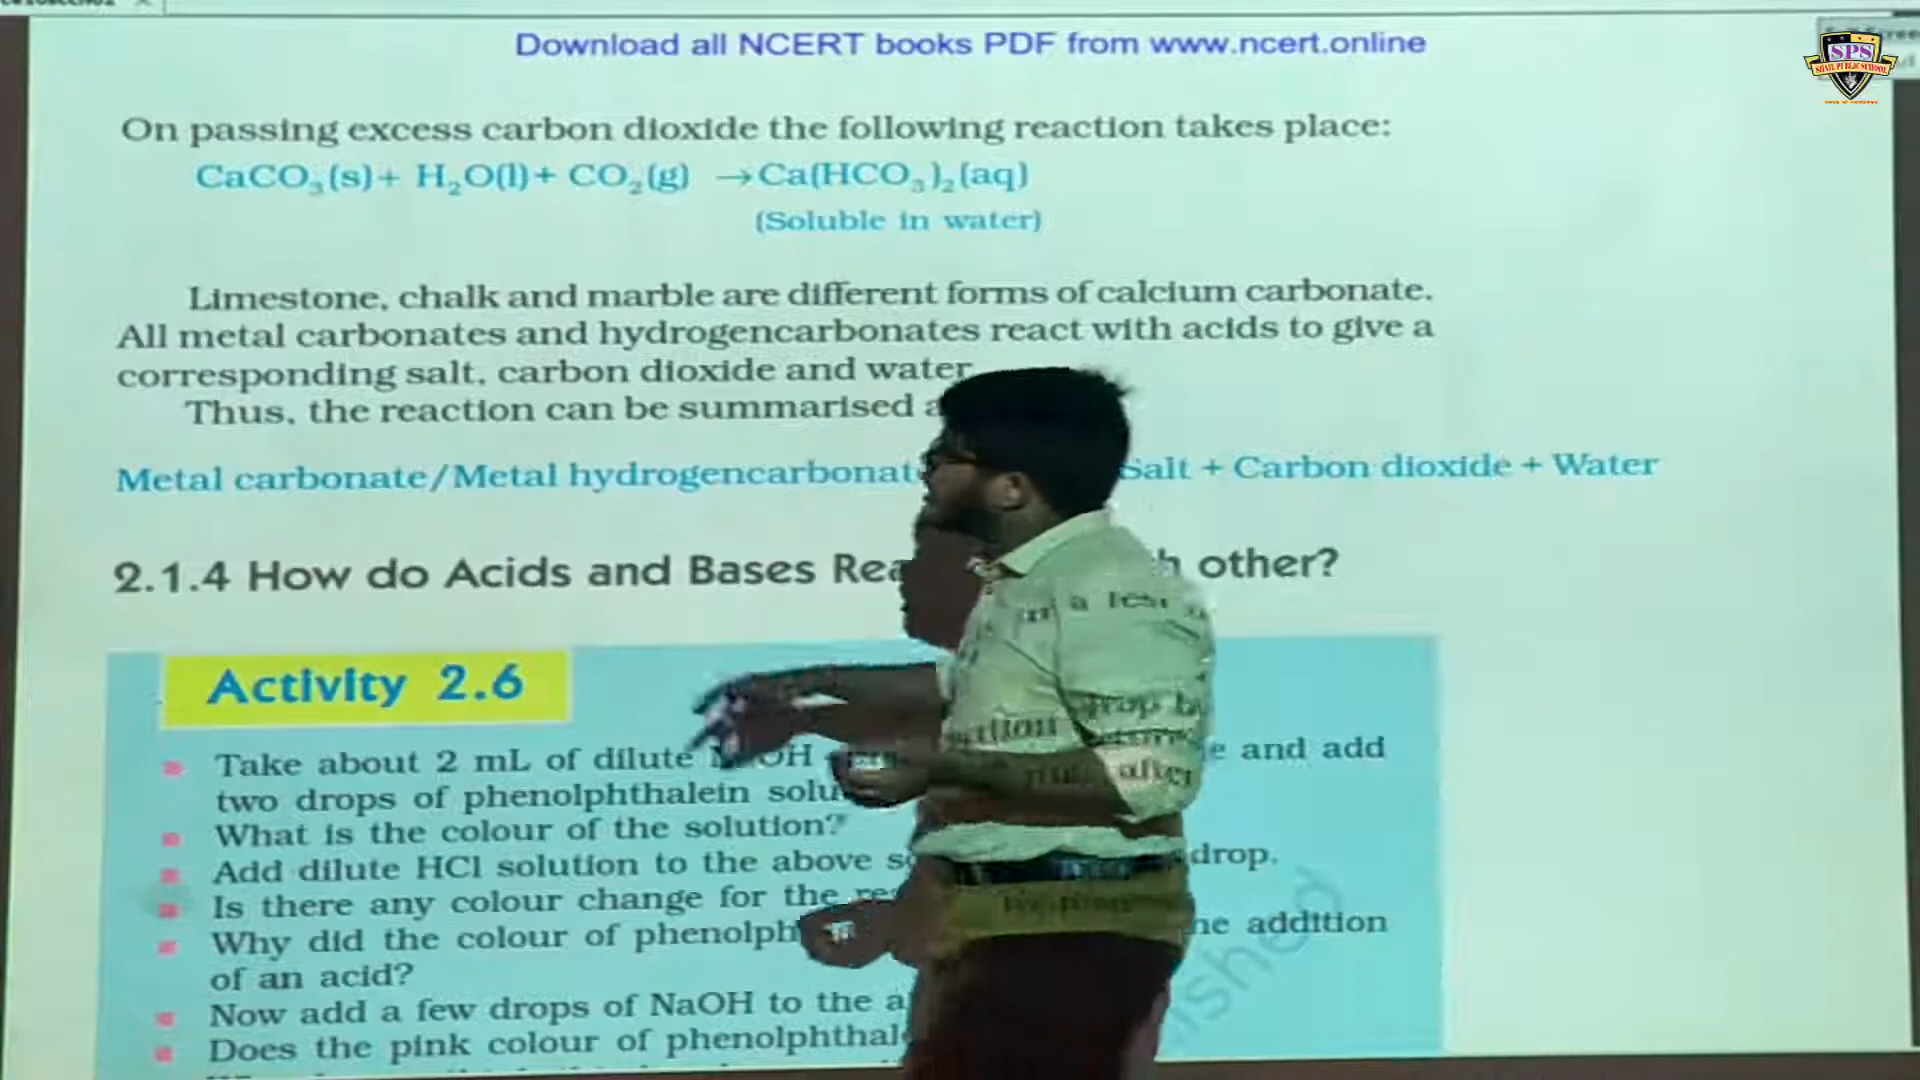 Download all NCERT books PDF from www.ncert.online
SPS
On passing excess carbon dioxide the following reaction takes place:
CaCO₃(s)+ H₂O(l)+ CO₂(g) →Ca(HCO₃)₂(aq)
(Soluble in water)
Limestone, chalk and marble are different forms of calcium carbonate.
All metal carbonates and hydrogencarbonates react with acids to give a
corresponding salt, carbon dioxide and water
Thus, the reaction can be summarised
Metal carbonate/Metal Salt + Carbon dioxide + Water
2.1.4 How do Acids and Bases other?
Activity 2.6
Take about 2 mL of dilute and add
two drops of phenolphthalein
What is the colour of the solution?
Add dilute HCl solution to the above drop.
Is there any colour change for the
Why did the colour of addition
of an acid?
Now add a few drops of NaOH to the
Does the pink colour of